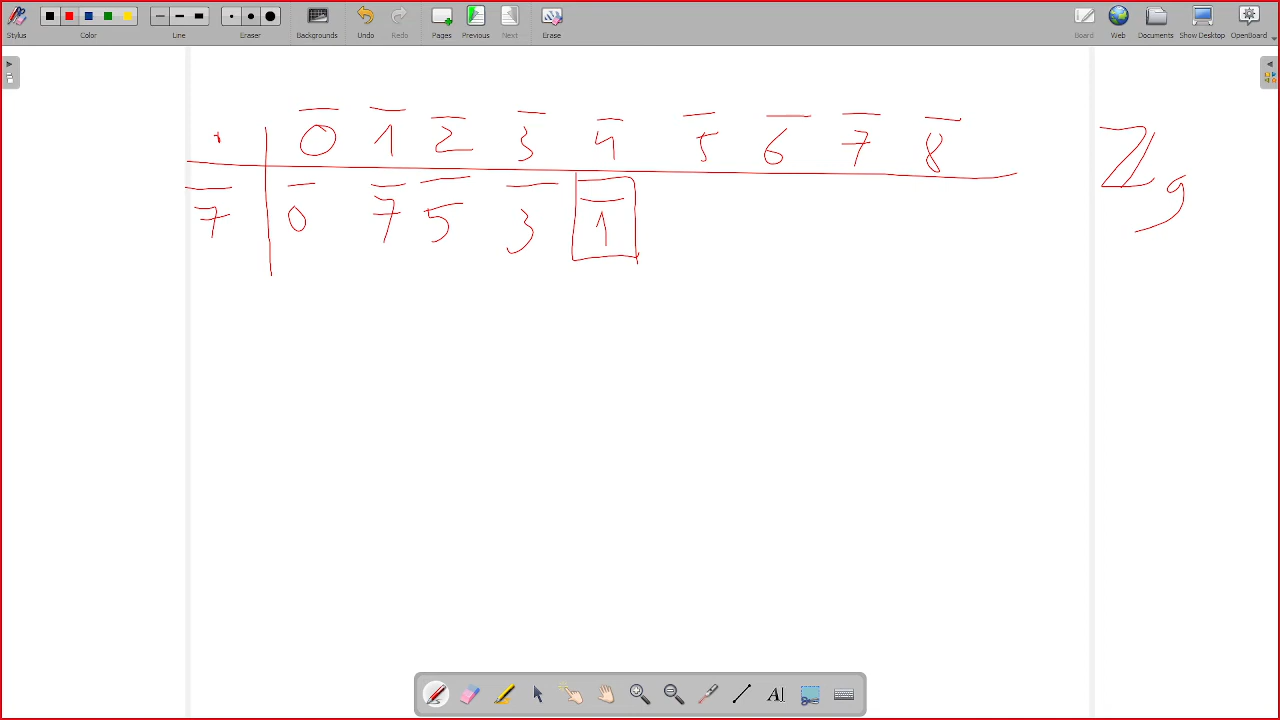 Stylus Color Line Eraser Backgrounds Undo Redo Pages Previous Next Erase Board Web Documents Show Desktop OpenBoard
· 0̅ 1̅ 2̅ 3̅ 4̅ 5̅ 6̅ 7̅ 8̅ ℤ₉
7̅ 0̅ 7̅ 5̅ 3̅ 1̅
AI